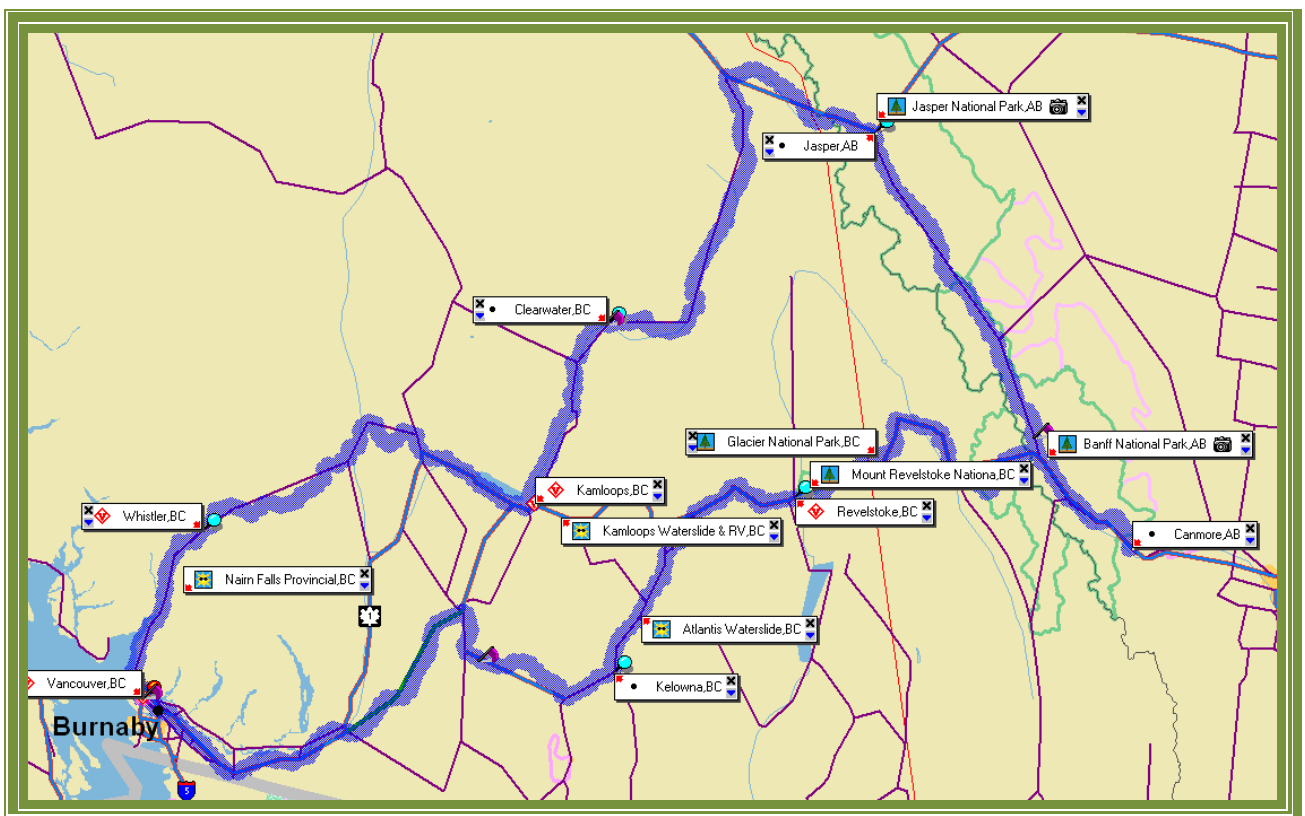 Jasper National Park,AB
Jasper,AB
Clearwater,BC
Glacier National Park,BC
Banff National Park,AB
Mount Revelstoke Nationa,BC
Kamloops,BC
Whistler,BC
Revelstoke,BC
Kamloops Waterslide & RV,BC
Canmore,AB
Nairn Falls Provincial,BC
1
Atlantis Waterslide,BC
Vancouver,BC
Kelowna,BC
Burnaby
5